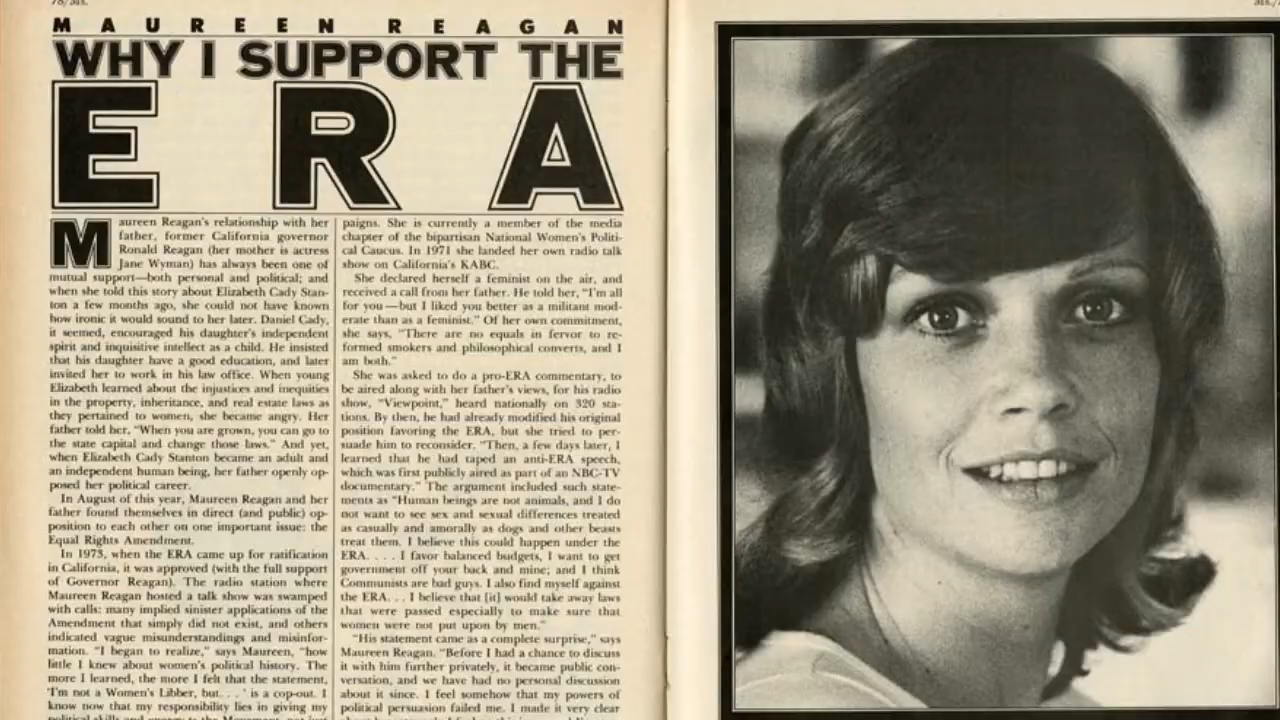 MAUREEN REAGAN
WHY I SUPPORT THE
ERA
Maureen Reagan's relationship with her
father, former California governor
Ronald Reagan (her mother is actress
Jane Wyman) has always been one of
mutual support—both personal and political; and
when she told this story about Elizabeth Cady Stan-
ton a few months ago, she could not have known
how ironic it would sound to her later. Daniel Cady,
it seemed, encouraged his daughter's independent
spirit and inquisitive intellect as a child. He insisted
that his daughter have a good education, and later
invited her to work in his law office. When young
Elizabeth learned about the injustices and inequities
in the property, inheritance, and real estate laws as
they pertained to women, she became angry. Her
father told her, "When you are grown, you can go to
the state capital and change those laws." And yet,
when Elizabeth Cady Stanton became an adult and
an independent human being, her father openly op-
posed her political career.
In August of this year, Maureen Reagan and her
father found themselves in direct (and public) op-
position to each other on one important issue: the
Equal Rights Amendment.
In 1973, when the ERA came up for ratification
in California, it was approved (with the full support
of Governor Reagan). The radio station where
Maureen Reagan hosted a talk show was swamped
with calls: many implied sinister applications of the
Amendment that simply did not exist, and others
indicated vague misunderstandings and misinfor-
mation. "I began to realize," says Maureen, "how
little I knew about women's political history. The
more I learned, the more I felt that the statement,
'I'm not a Women's Libber, but. . . ' is a cop-out. I
know now that my responsibility lies in giving my
paigns. She is currently a member of the media
chapter of the bipartisan National Women's Politi-
cal Caucus. In 1971 she landed her own radio talk
show on California's KABC.
She declared herself a feminist on the air, and
received a call from her father. He told her, "I'm all
for you—but I liked you better as a militant mod-
erate than as a feminist." Of her own commitment,
she says, "There are no equals in fervor to re-
formed smokers and philosophical converts, and I
am both."
She was asked to do a pro-ERA commentary, to
be aired along with her father's views, for his radio
show, "Viewpoint," heard nationally on 320 sta-
tions. By then, he had already modified his original
position favoring the ERA, but she tried to per-
suade him to reconsider. "Then, a few days later, I
learned that he had taped an anti-ERA speech,
which was first publicly aired as part of an NBC-TV
documentary." The argument included such state-
ments as "Human beings are not animals, and I do
not want to see sex and sexual differences treated
as casually and amorally as dogs and other beasts
treat them. I believe this could happen under the
ERA. . . . I favor balanced budgets, I want to get
government off your back and mine; and I think
Communists are bad guys. I also find myself against
the ERA. . . I believe that [it] would take away laws
that were passed especially to make sure that
women were not put upon by men."
"His statement came as a complete surprise," says
Maureen Reagan. "Before I had a chance to discuss
it with him further privately, it became public con-
versation, and we have had no personal discussion
about it since. I feel somehow that my powers of
political persuasion failed me. I made it very clear